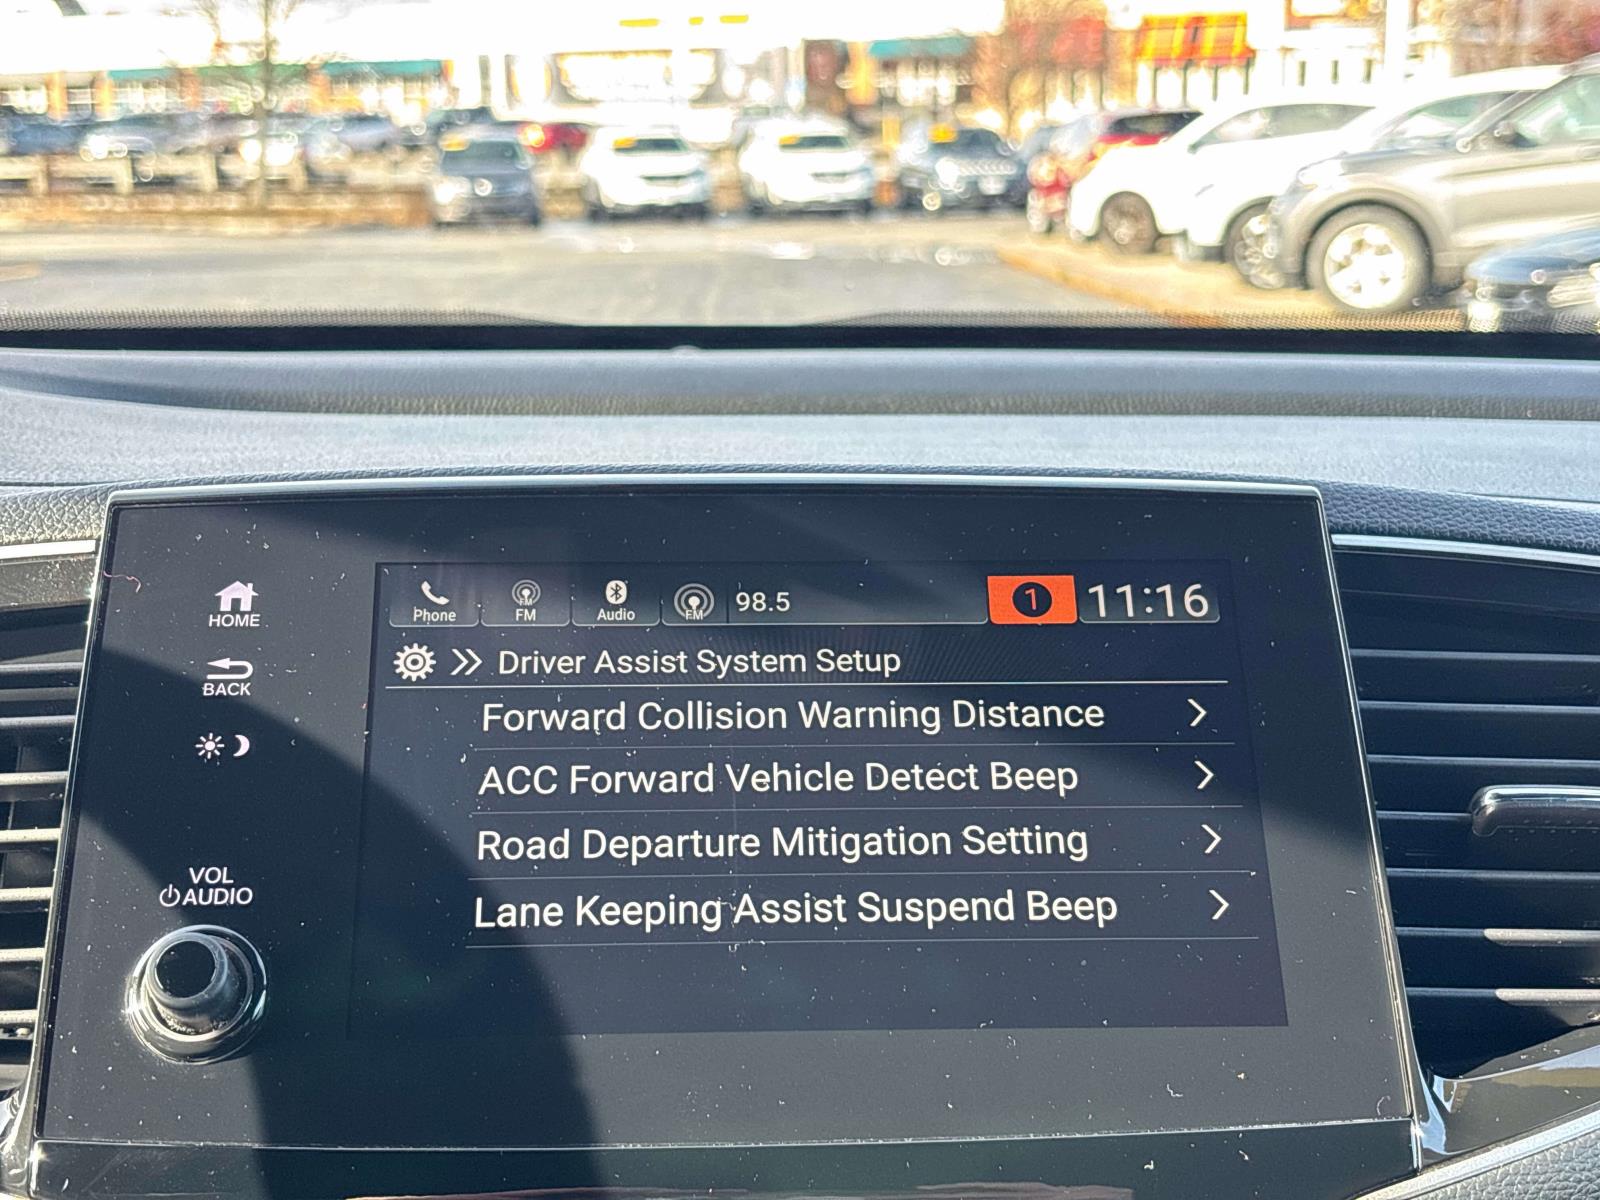 HOME
BACK
VOL
AUDIO
Phone
FM
FM
Audio
FM
98.5
1
11:16
Driver Assist System Setup
Forward Collision Warning Distance
ACC Forward Vehicle Detect Beep
Road Departure Mitigation Setting
Lane Keeping Assist Suspend Beep